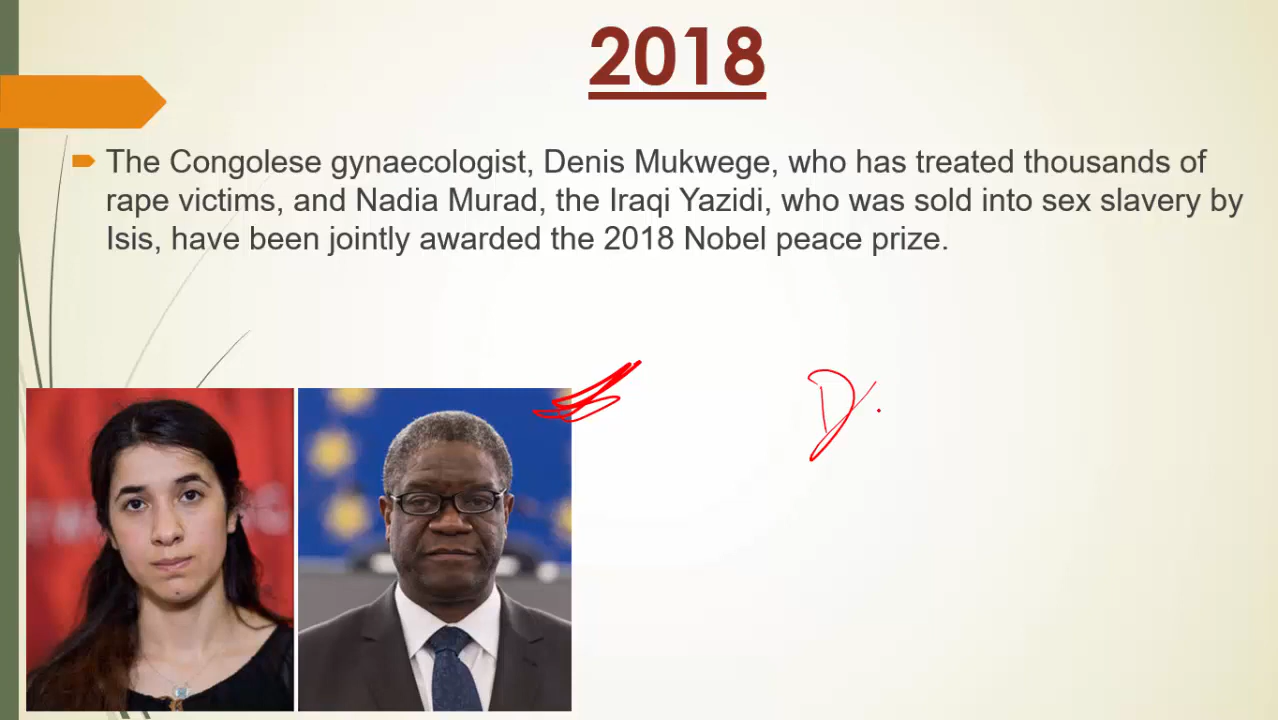 2018
The Congolese gynaecologist, Denis Mukwege, who has treated thousands of
rape victims, and Nadia Murad, the Iraqi Yazidi, who was sold into sex slavery by
Isis, have been jointly awarded the 2018 Nobel peace prize.
D.